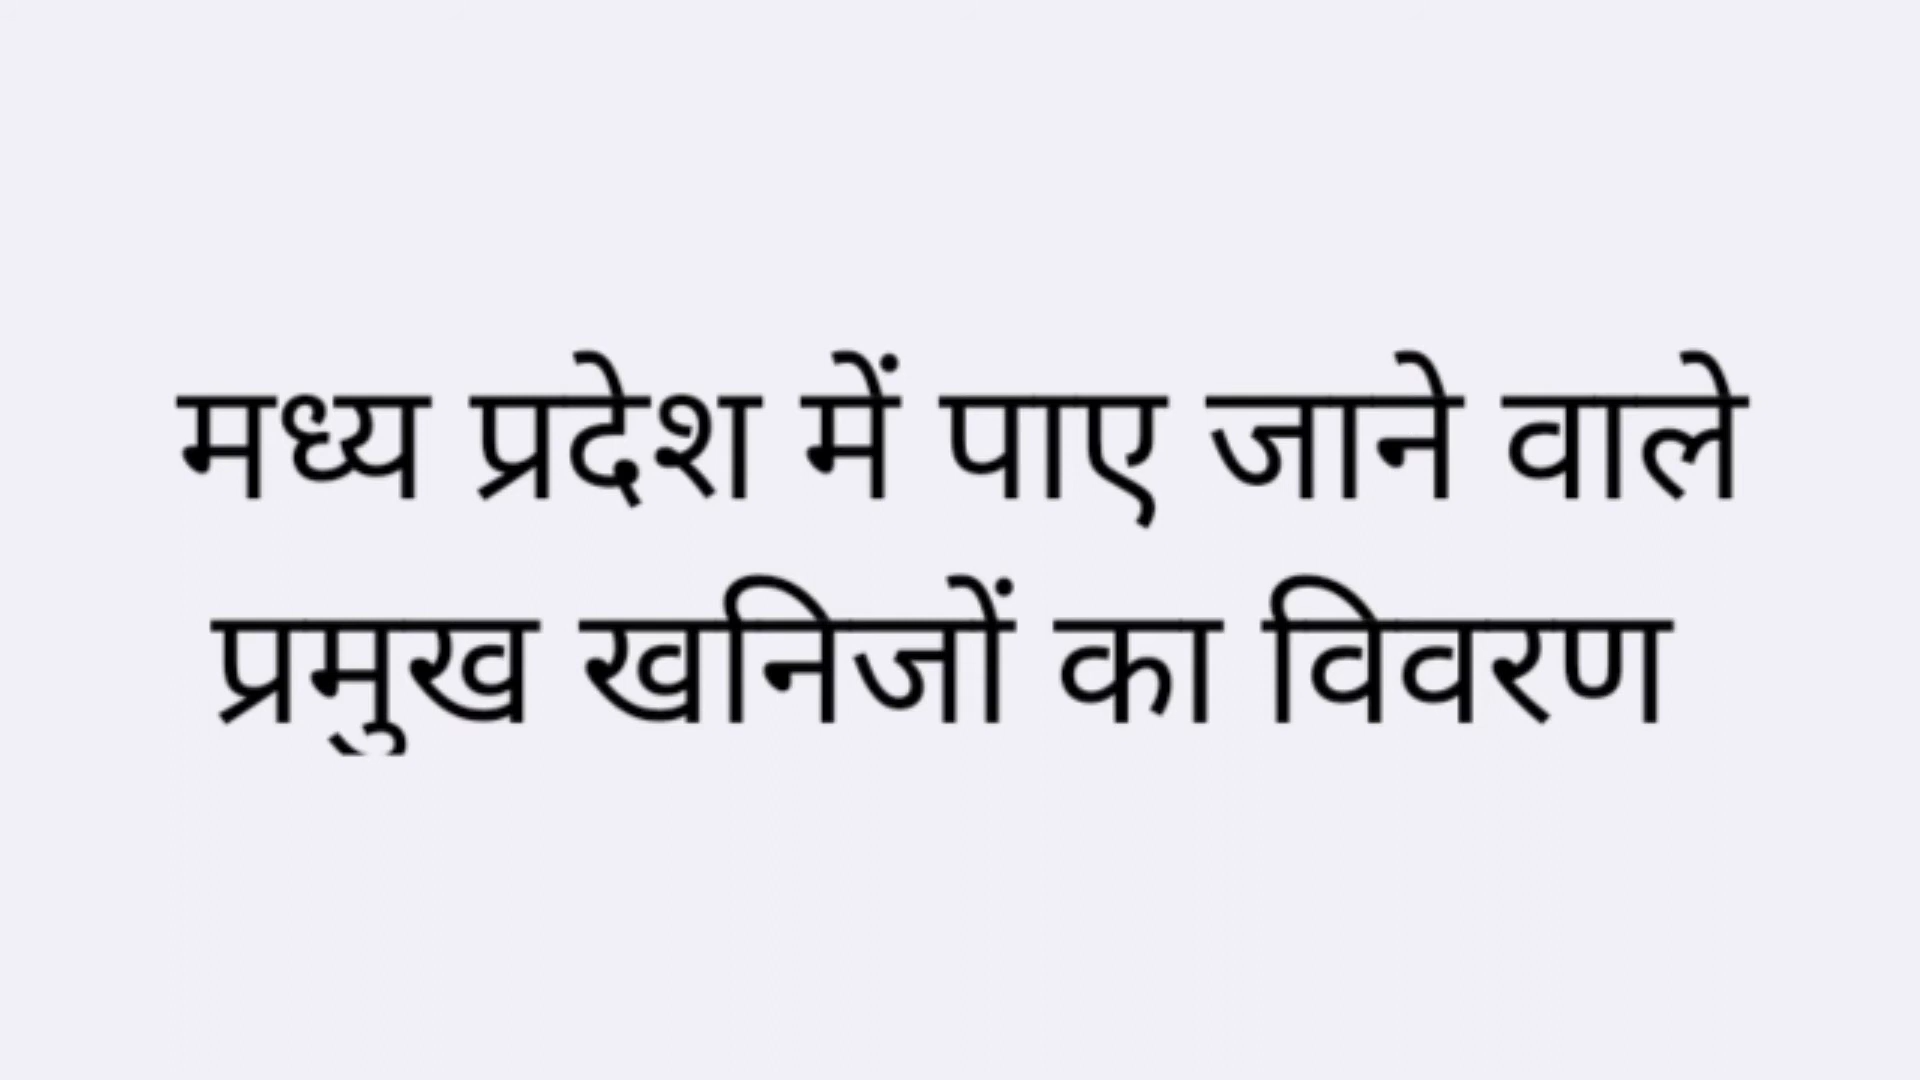 मध्य प्रदेश में पाए जाने वाले
प्रमुख खनिजों का विवरण